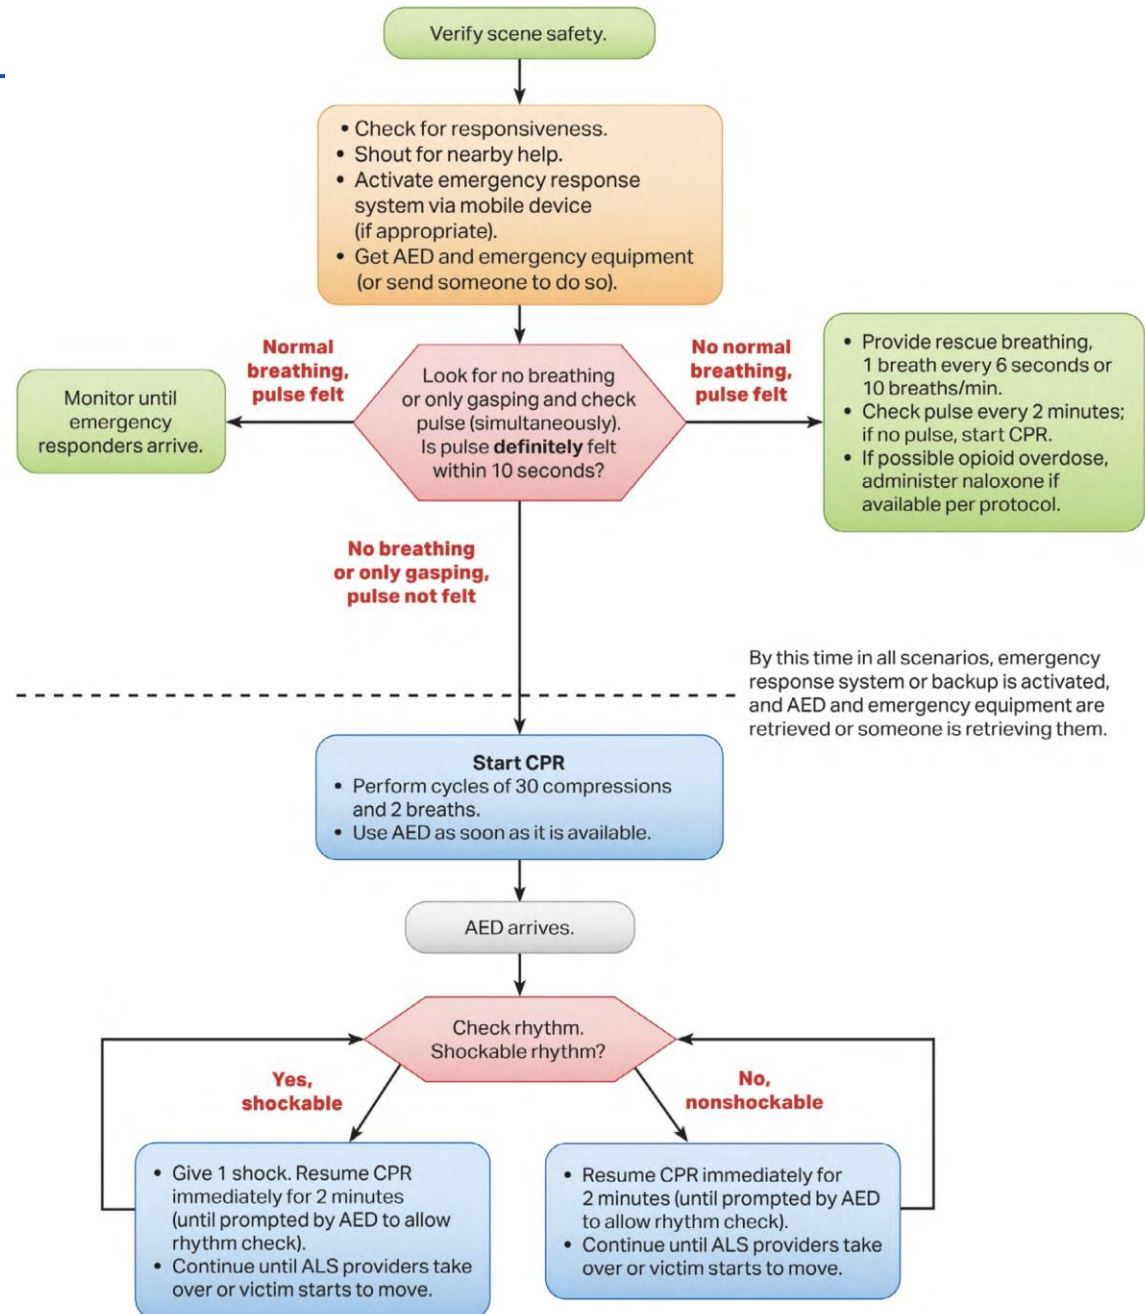 Verify scene safety.
• Check for responsiveness.
• Shout for nearby help.
• Activate emergency response
system via mobile device
(if appropriate).
• Get AED and emergency equipment
(or send someone to do so).
Normal
breathing,
pulse felt
Monitor until
emergency
responders arrive.
Look for no breathing
or only gasping and check
pulse (simultaneously).
Is pulse definitely felt
within 10 seconds?
No normal
breathing,
pulse felt
• Provide rescue breathing,
1 breath every 6 seconds or
10 breaths/min.
• Check pulse every 2 minutes;
if no pulse, start CPR.
• If possible opioid overdose,
administer naloxone if
available per protocol.
No breathing
or only gasping,
pulse not felt
By this time in all scenarios, emergency
response system or backup is activated,
and AED and emergency equipment are
retrieved or someone is retrieving them.
Start CPR
• Perform cycles of 30 compressions
and 2 breaths.
• Use AED as soon as it is available.
AED arrives.
Check rhythm.
Shockable rhythm?
Yes,
shockable
No,
nonshockable
• Give 1 shock. Resume CPR
immediately for 2 minutes
(until prompted by AED to allow
rhythm check).
• Continue until ALS providers take
over or victim starts to move.
• Resume CPR immediately for
2 minutes (until prompted by AED
to allow rhythm check).
• Continue until ALS providers take
over or victim starts to move.